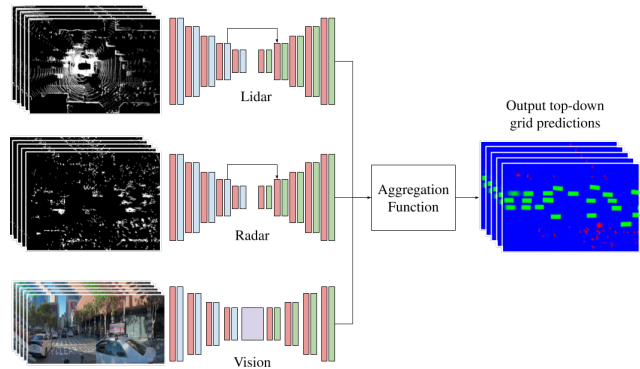 Lidar
Output top-down
grid predictions
Aggregation
Function
Radar
Vision